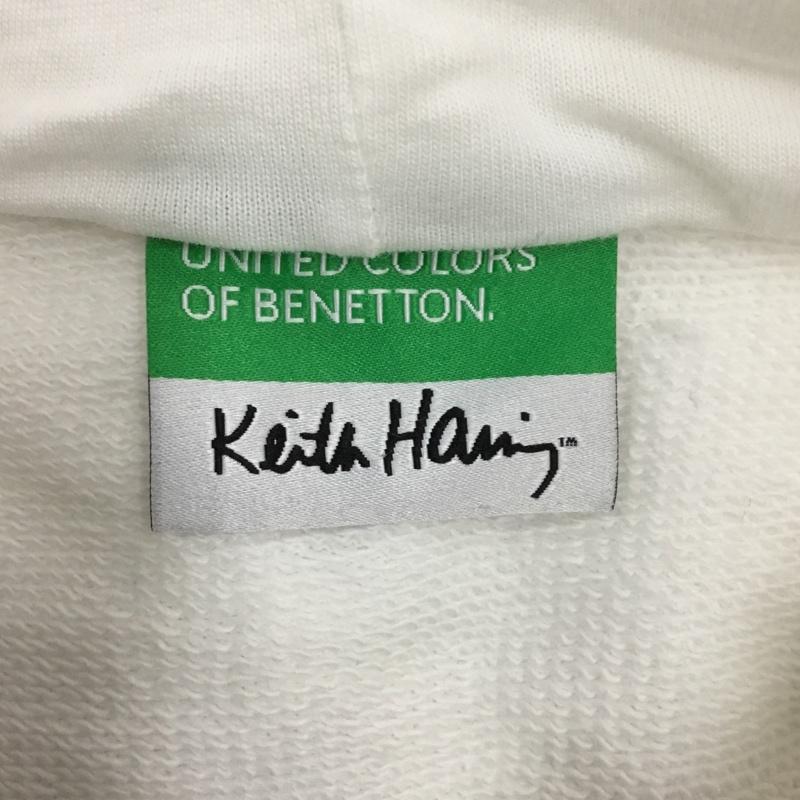 UNITED COLORS
OF BENETTON.
Keith Haring™